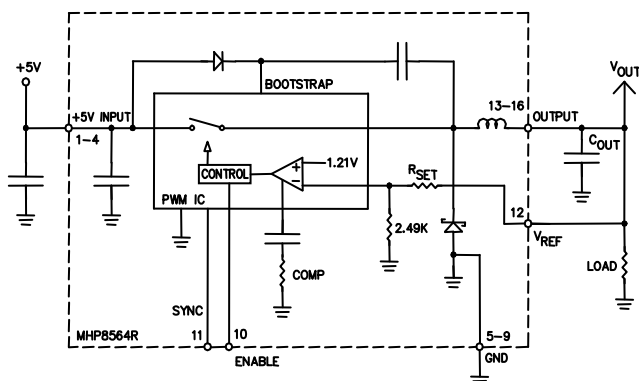 +5V
V_OUT
BOOTSTRAP
+5V INPUT
1-4
13-16
OUTPUT
C_OUT
1.21V
+
−
CONTROL
R_SET
PWM IC
12
V_REF
2.49K
COMP
LOAD
SYNC
MHP8564R
11
10
ENABLE
5-9
GND